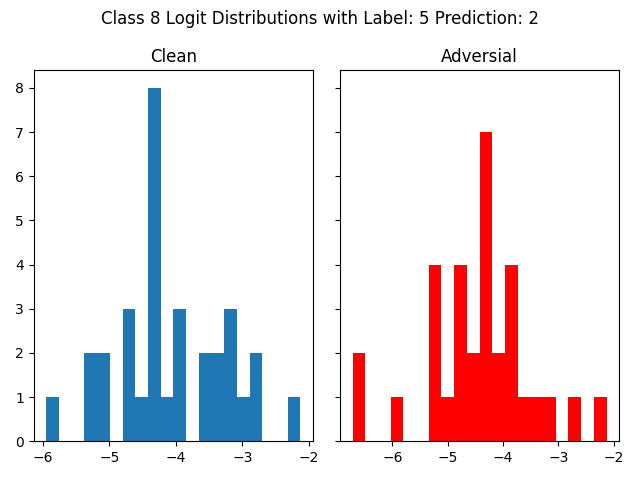 Class 8 Logit Distributions with Label: 5 Prediction: 2
Clean
Adversial
8
7
6
5
4
3
2
1
0
−6 −5 −4 −3 −2
−6 −5 −4 −3 −2